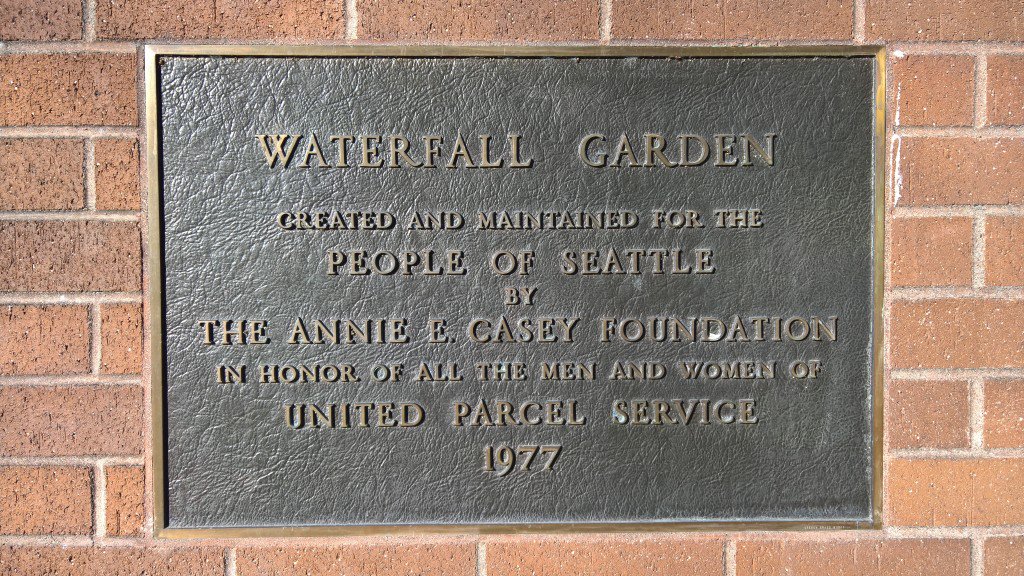 WATERFALL GARDEN
CREATED AND MAINTAINED FOR THE
PEOPLE OF SEATTLE
BY
THE ANNIE E. CASEY FOUNDATION
IN HONOR OF ALL THE MEN AND WOMEN OF
UNITED PARCEL SERVICE
1977